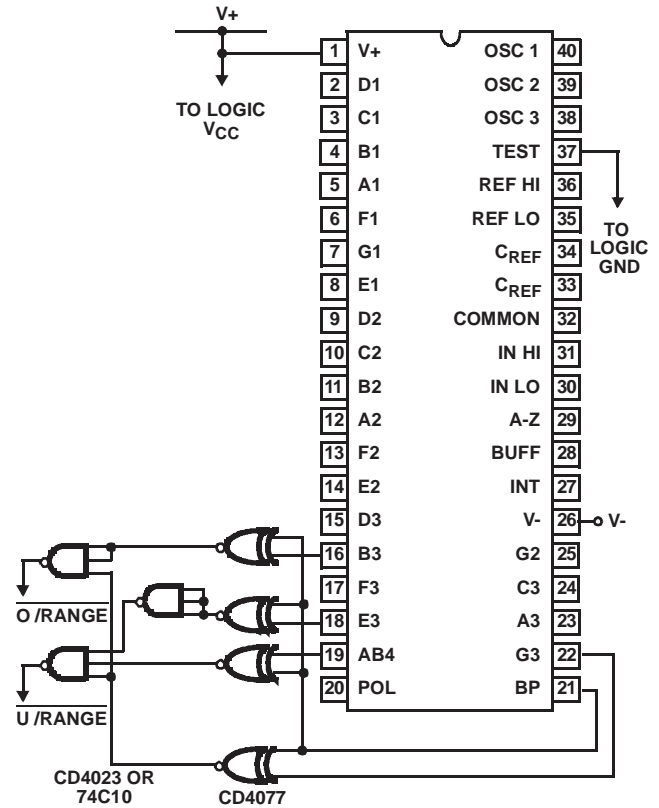 V+
1 V+ OSC 1 40
2 D1 OSC 2 39
TO LOGIC
VCC
3 C1 OSC 3 38
4 B1 TEST 37
5 A1 REF HI 36
6 F1 REF LO 35
TO
LOGIC
GND
7 G1 CREF 34
8 E1 CREF 33
9 D2 COMMON 32
10 C2 IN HI 31
11 B2 IN LO 30
12 A2 A-Z 29
13 F2 BUFF 28
14 E2 INT 27
15 D3 V- 26 V-
16 B3 G2 25
17 F3 C3 24
O /RANGE
18 E3 A3 23
19 AB4 G3 22
20 POL BP 21
U /RANGE
CD4023 OR
74C10
CD4077